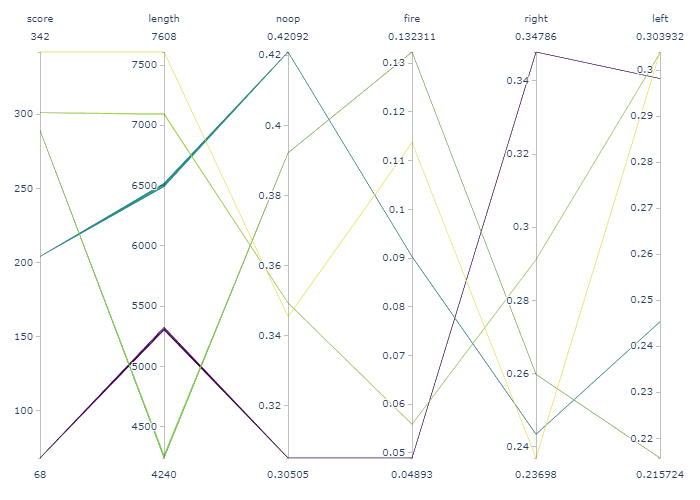 score length noop fire right left
342 7608 0.42092 0.132311 0.34786 0.303932
7500 0.42 0.13 0.34 0.3
300 7000 0.4 0.12 0.32 0.29
250 6500 0.38 0.11 0.3 0.28
200 6000 0.36 0.1 0.28 0.27
150 5500 0.34 0.09 0.26 0.26
100 5000 0.32 0.08 0.24 0.25
4500 0.07 0.24
0.06 0.23
0.05 0.22
68 4240 0.30505 0.04893 0.23698 0.215724